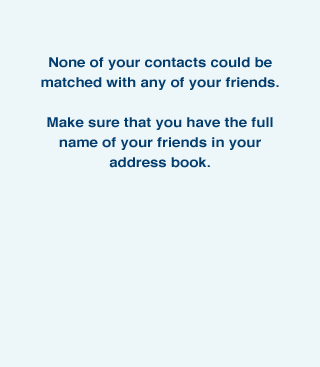 None of your contacts could be
matched with any of your friends.
Make sure that you have the full
name of your friends in your
address book.